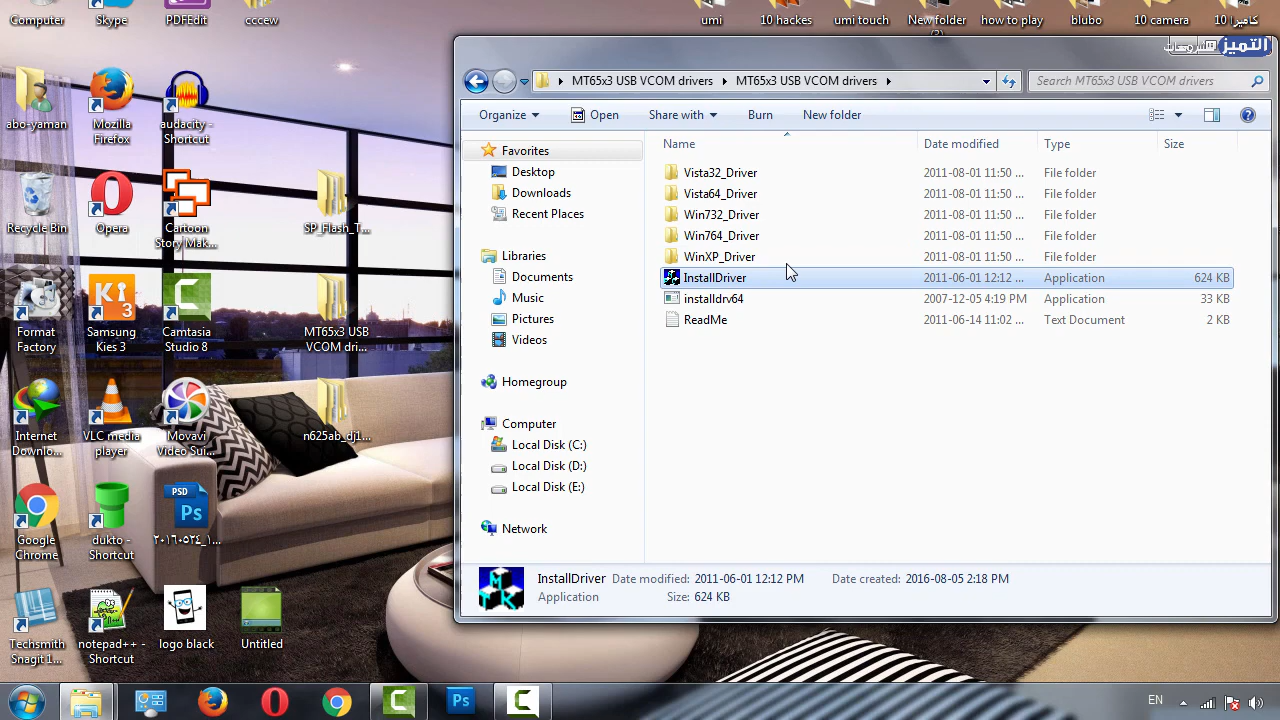 Computer
Skype
PDFEdit
cccew
umi
10 hackes
umi touch
New folder
(2)
how to play
blubo
10 camera
كاميرا 10
abo-yaman
Mozilla
Firefox
audacity -
Shortcut
Recycle Bin
Opera
Cartoon
Story Mak...
SP_Flash_T...
Format
Factory
Samsung
Kies 3
Camtasia
Studio 8
MT65x3 USB
VCOM dri...
Internet
Downlo...
VLC media
player
Movavi
Video Sui...
n625ab_dj1...
Google
Chrome
dukto -
Shortcut
PSD
Ps
٢٠١٦٠٥٢٤_١...
Techsmith
Snagit 1...
notepad++ -
Shortcut
logo black
Untitled
التميز
للشروحات
MT65x3 USB VCOM drivers
MT65x3 USB VCOM drivers
Search MT65x3 USB VCOM drivers
Organize
Open
Share with
Burn
New folder
Favorites
Desktop
Downloads
Recent Places
Libraries
Documents
Music
Pictures
Videos
Homegroup
Computer
Local Disk (C:)
Local Disk (D:)
Local Disk (E:)
Network
Name Date modified Type Size
Vista32_Driver 2011-08-01 11:50 ... File folder
Vista64_Driver 2011-08-01 11:50 ... File folder
Win732_Driver 2011-08-01 11:50 ... File folder
Win764_Driver 2011-08-01 11:50 ... File folder
WinXP_Driver 2011-08-01 11:50 ... File folder
InstallDriver 2011-06-01 12:12 ... Application 624 KB
installdrv64 2007-12-05 4:19 PM Application 33 KB
ReadMe 2011-06-14 11:02 ... Text Document 2 KB
InstallDriver Date modified: 2011-06-01 12:12 PM Date created: 2016-08-05 2:18 PM
Application Size: 624 KB
Ps
EN